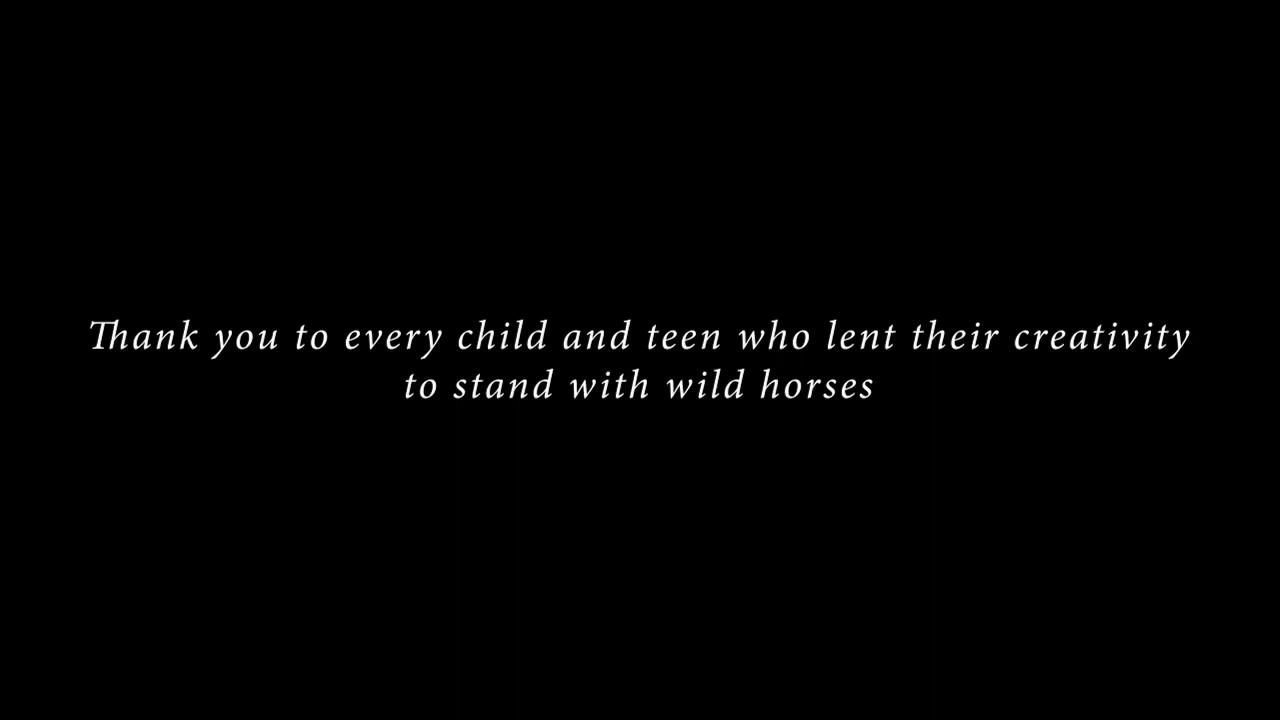 Thank you to every child and teen who lent their creativity
to stand with wild horses